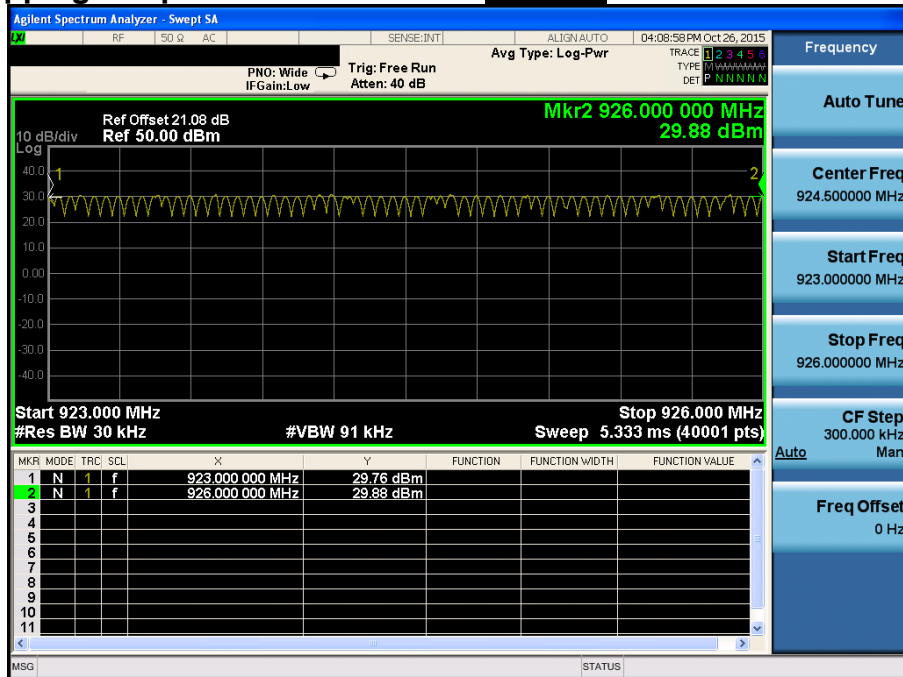 Agilent Spectrum Analyzer - Swept SA
LXI RF 50 Ω AC SENSE:INT ALIGN AUTO 04:08:58 PM Oct 26, 2015
Frequency
PNO: Wide Trig: Free Run Avg Type: Log-Pwr TRACE 1 2 3 4 5 6
TYPE M
IFGain:Low Atten: 40 dB DET P N N N N N
Auto Tune
Ref Offset 21.08 dB Mkr2 926.000 000 MHz
10 dB/div Ref 50.00 dBm 29.88 dBm
Log
40.0
1
2
30.0
20.0
10.0
0.00
-10.0
-20.0
-30.0
-40.0
Center Freq
924.500000 MHz
Start Freq
923.000000 MHz
Stop Freq
926.000000 MHz
Start 923.000 MHz Stop 926.000 MHz
#Res BW 30 kHz #VBW 91 kHz Sweep 5.333 ms (40001 pts)
CF Step
300.000 kHz
Auto Man
Freq Offset
0 Hz
MKR MODE TRC SCL X Y FUNCTION FUNCTION WIDTH FUNCTION VALUE
1 N 1 f 923.000 000 MHz 29.76 dBm
2 N 1 f 926.000 000 MHz 29.88 dBm
3
4
5
6
7
8
9
10
11
MSG STATUS